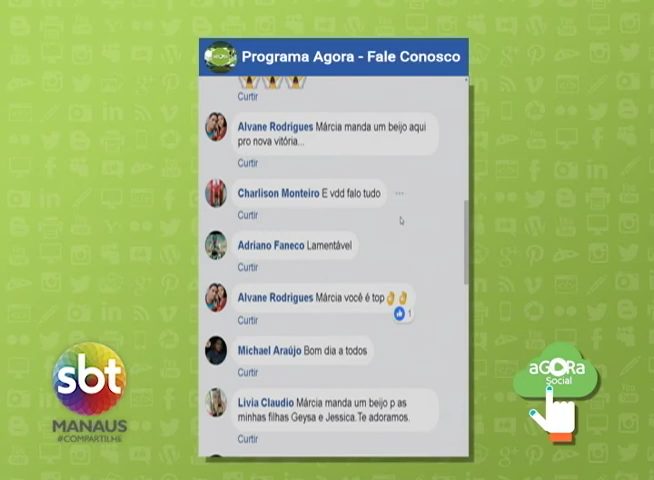 Programa Agora - Fale Conosco
Curtir
Alvane Rodrigues Márcia manda um beijo aqui
pro nova vitória...
Curtir
Charlison Monteiro E vdd falo tudo
Curtir
Adriano Faneco Lamentável
Curtir
Alvane Rodrigues Márcia você é top👌👌
1
Curtir
Michael Araújo Bom dia a todos
Curtir
Livia Claudio Márcia manda um beijo p as
minhas filhas Geysa e Jessica.Te adoramos.
Curtir
sbt
MANAUS
#COMPARTILHE
agora
Social